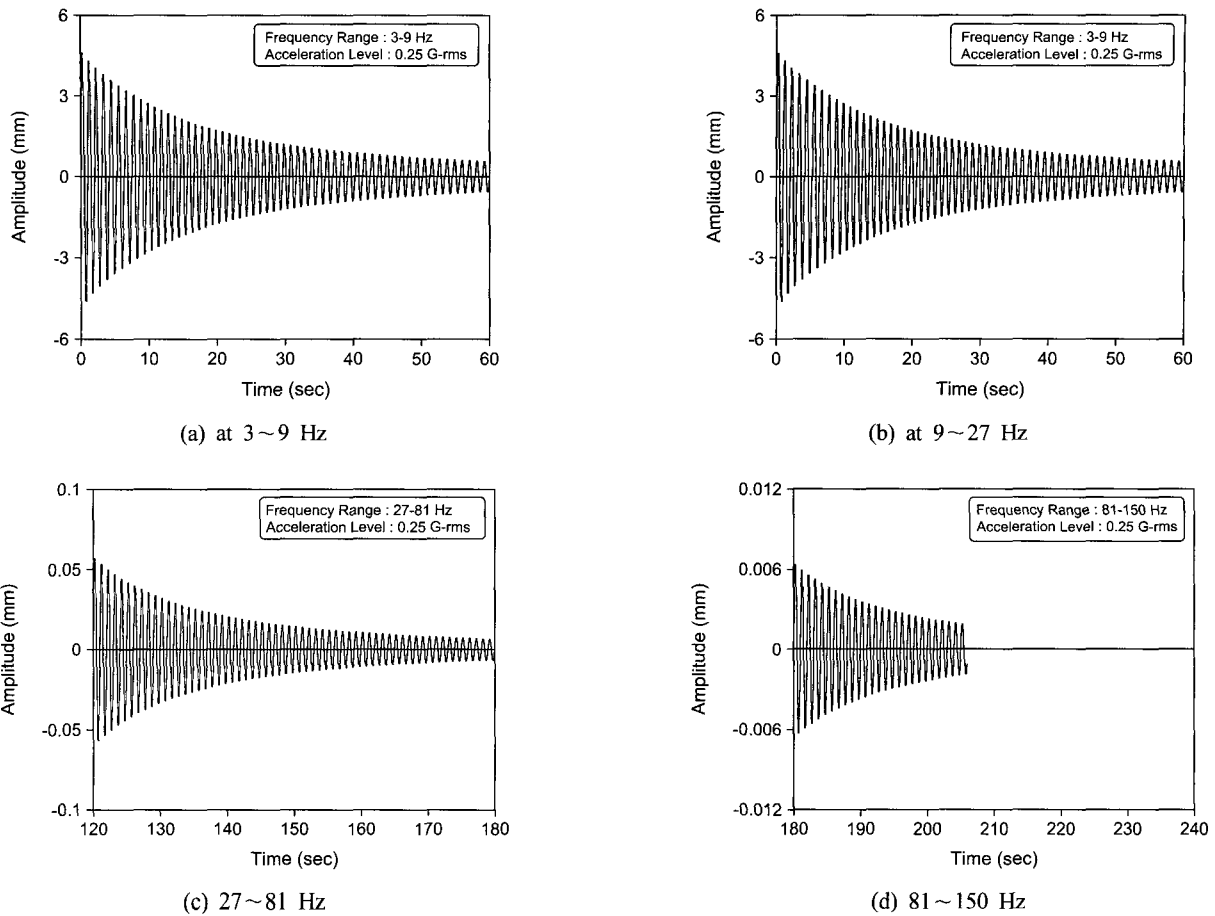 Frequency Range : 3-9 Hz
Acceleration Level : 0.25 G-rms
6
3
0
-3
-6
Amplitude (mm)
0 10 20 30 40 50 60
Time (sec)
(a) at 3~9 Hz
Frequency Range : 3-9 Hz
Acceleration Level : 0.25 G-rms
6
3
0
-3
-6
Amplitude (mm)
0 10 20 30 40 50 60
Time (sec)
(b) at 9~27 Hz
Frequency Range : 27-81 Hz
Acceleration Level : 0.25 G-rms
0.1
0.05
0
-0.05
-0.1
Amplitude (mm)
120 130 140 150 160 170 180
Time (sec)
(c) 27~81 Hz
Frequency Range : 81-150 Hz
Acceleration Level : 0.25 G-rms
0.012
0.006
0
-0.006
-0.012
Amplitude (mm)
180 190 200 210 220 230 240
Time (sec)
(d) 81~150 Hz